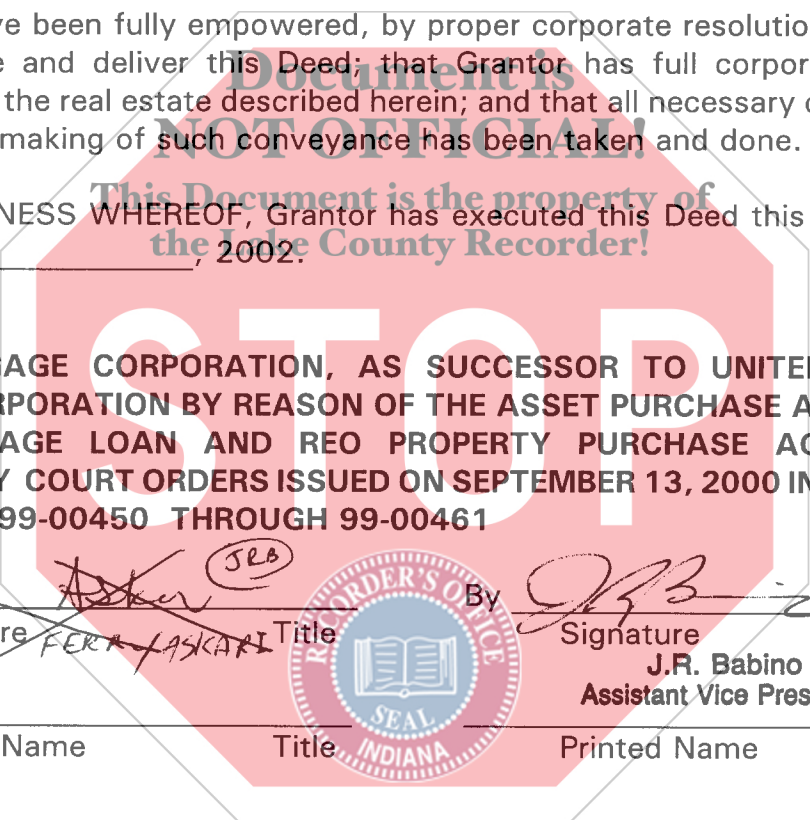 ve been fully empowered, by proper corporate resolutio
e and deliver this Deed; that Grantor has full corpor
Document is
the real estate described herein; and that all necessary
NOT OFFICIAL!
making of such conveyance has been taken and done.
This Document is the property of
NESS WHEREOF, Grantor has executed this Deed this
the Lake County Recorder!
, 2002.
STOP
GAGE CORPORATION, AS SUCCESSOR TO UNITE
RPORATION BY REASON OF THE ASSET PURCHASE A
AGE LOAN AND REO PROPERTY PURCHASE AG
Y COURT ORDERS ISSUED ON SEPTEMBER 13, 2000 IN
99-00450 THROUGH 99-00461
JRB
By
re Title
Signature
J.R. Babino
Assistant Vice Pres
Name Title Printed Name
RECORDER'S OFFICE
SEAL
INDIANA